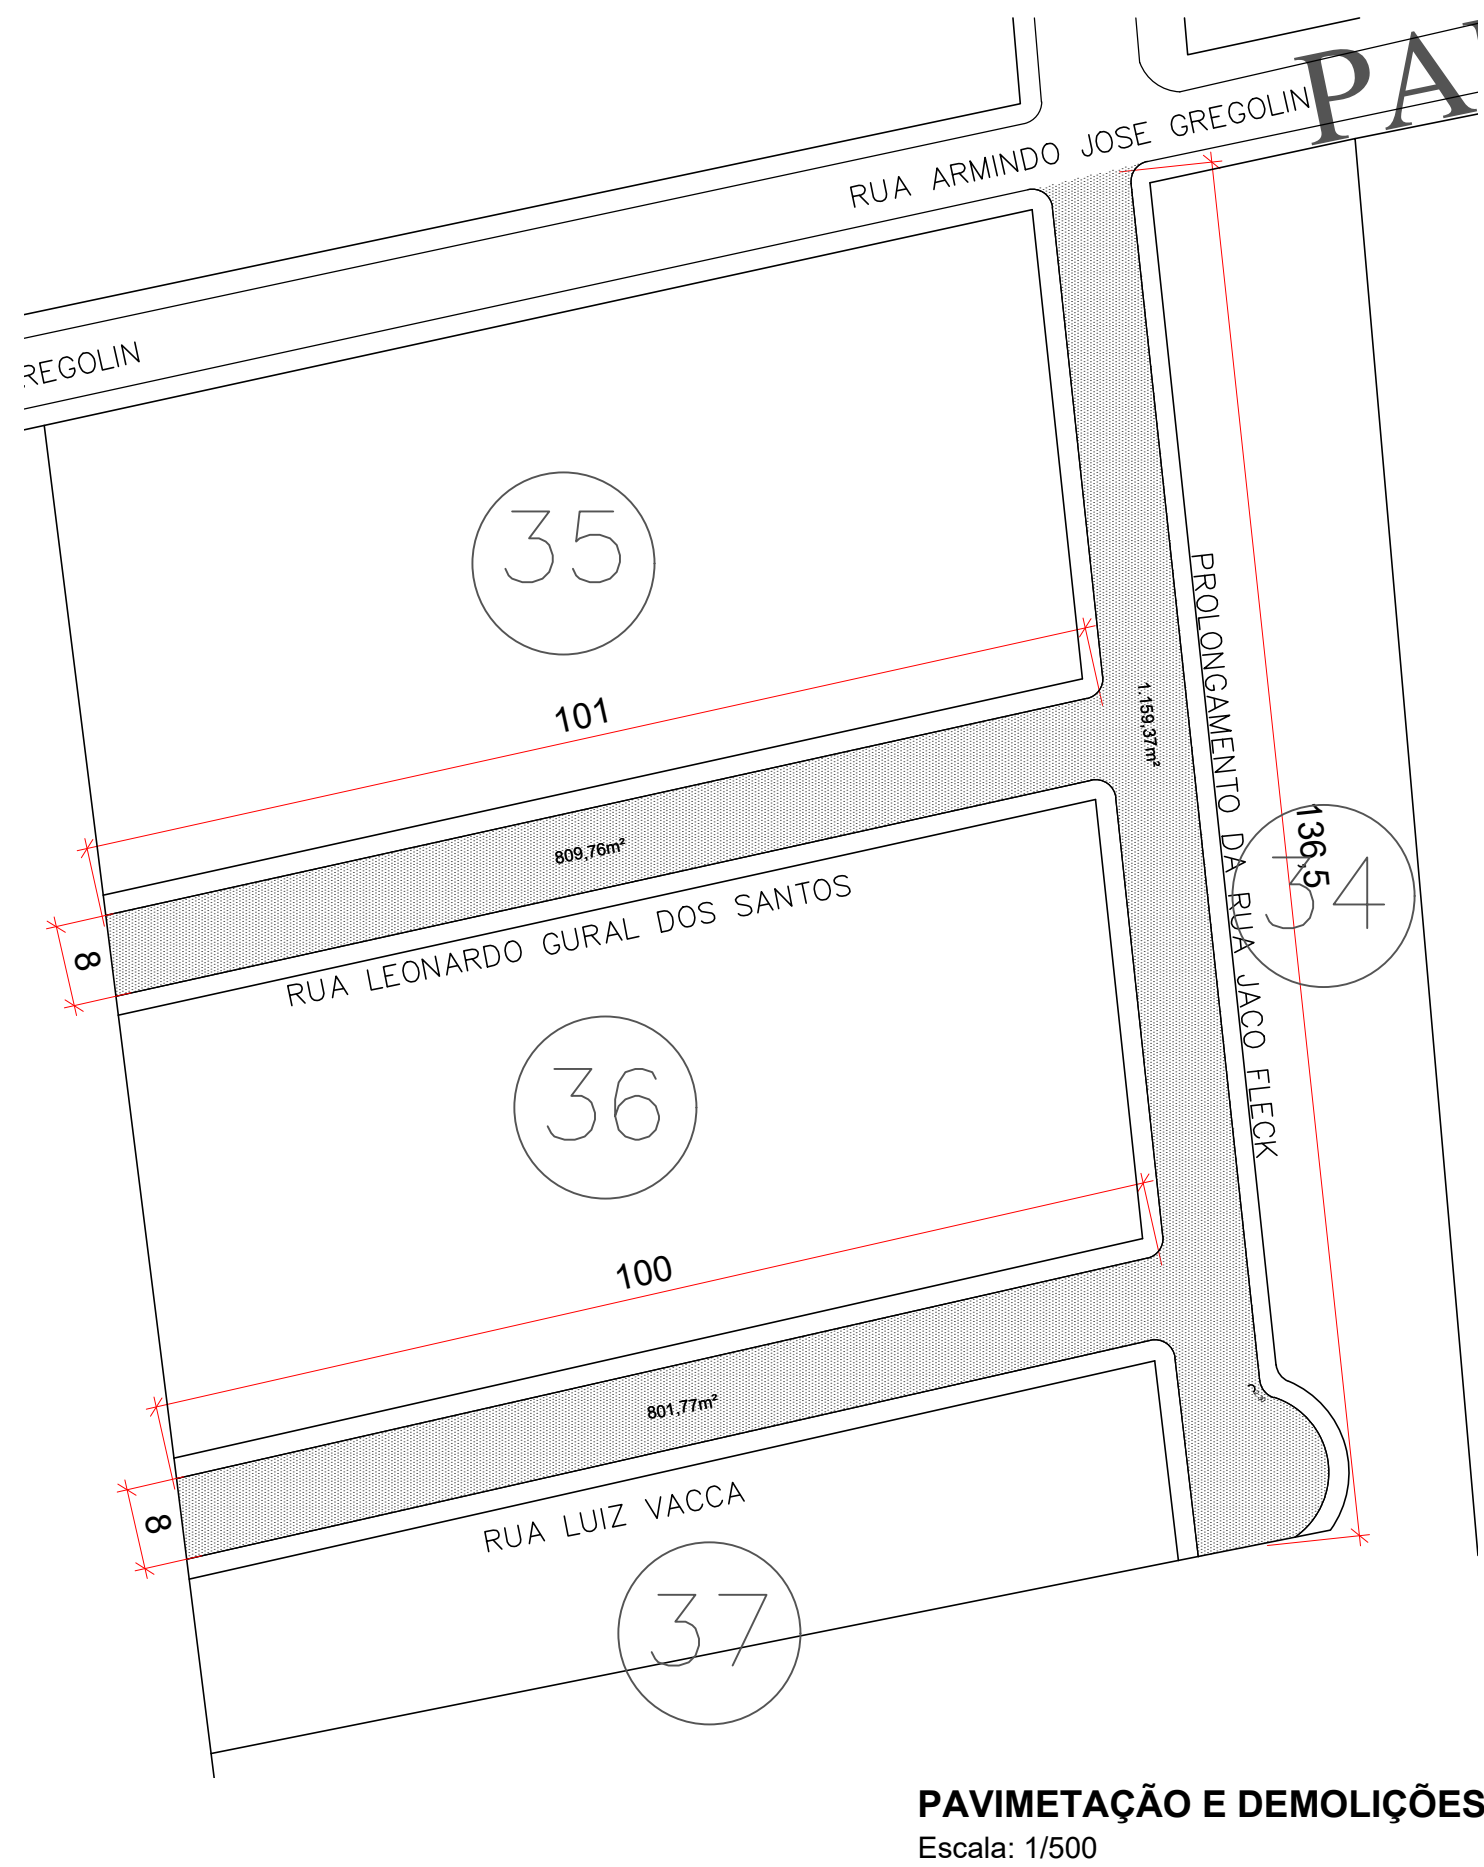 PA
RUA ARMINDO JOSE GREGOLIN
REGOLIN
35
101
PROLONGAMENTO DA RUA JACO FLECK
1.159,37m²
136,5
34
809,76m²
8
RUA LEONARDO GURAL DOS SANTOS
36
100
801,77m²
8
RUA LUIZ VACCA
37
PAVIMETAÇÃO E DEMOLIÇÕES
Escala: 1/500